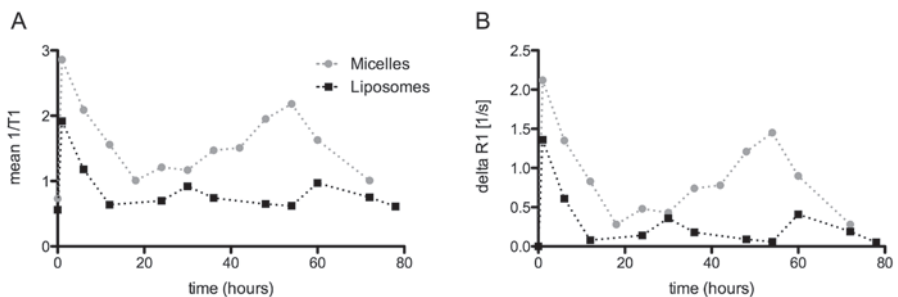 A
mean 1/T1
3
2
1
0
0 20 40 60 80
time (hours)
Micelles
Liposomes
B
delta R1 [1/s]
2.5
2.0
1.5
1.0
0.5
0.0
0 20 40 60 80
time (hours)